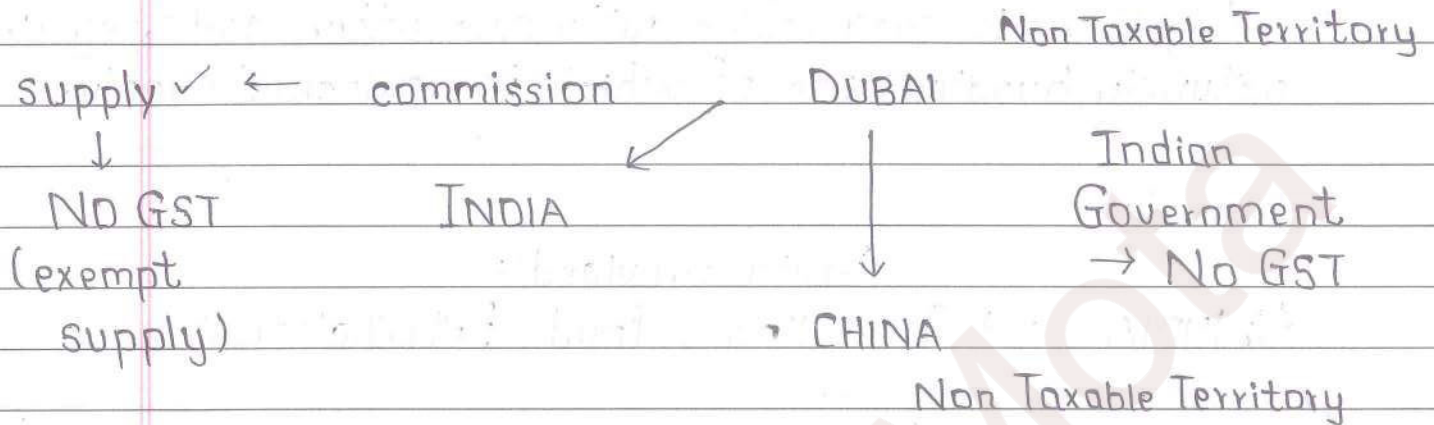 Non Taxable Territory
supply ✓ ← commission DUBAI
↓ Indian
NO GST INDIA Government
(exempt → No GST
supply) CHINA
Non Taxable Territory